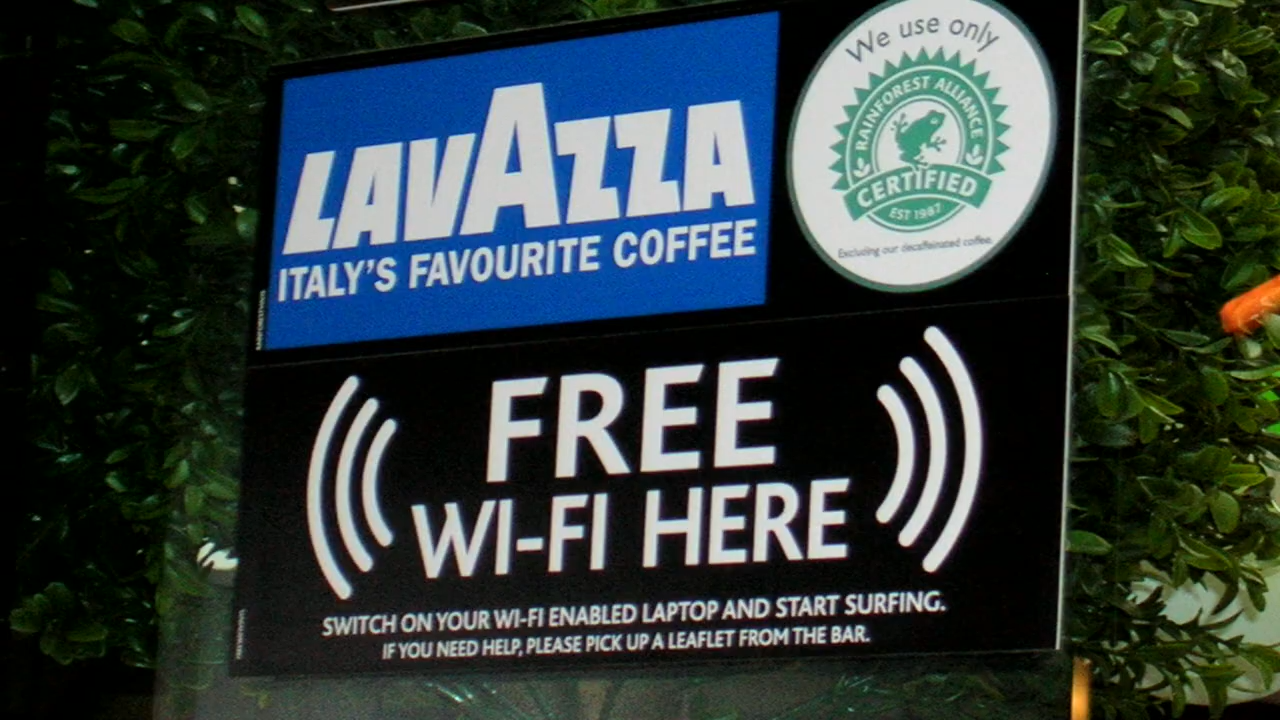 LAVAZZA
ITALY'S FAVOURITE COFFEE
We use only
RAINFOREST ALLIANCE
CERTIFIED
EST 1987
Excluding our decaffeinated coffee.
FREE
WI-FI HERE
SWITCH ON YOUR WI-FI ENABLED LAPTOP AND START SURFING.
IF YOU NEED HELP, PLEASE PICK UP A LEAFLET FROM THE BAR.